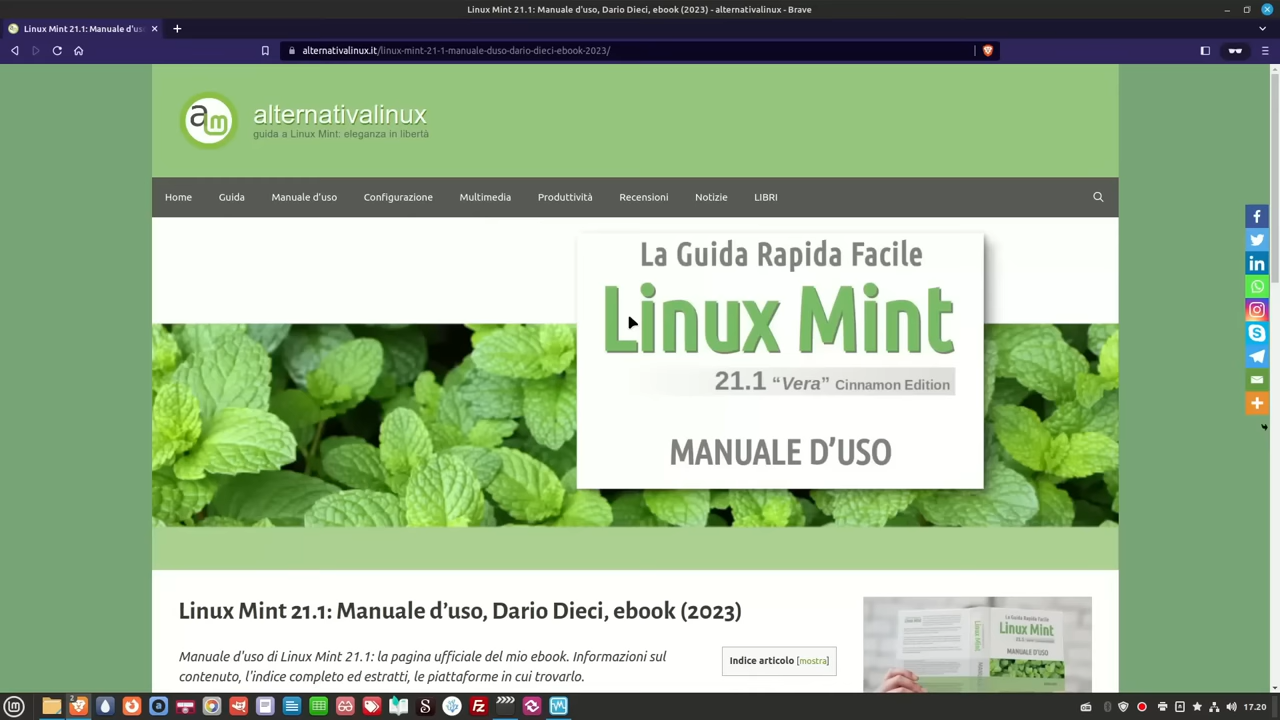 Linux Mint 21.1: Manuale d'uso, Dario Dieci, ebook (2023) - alternativalinux - Brave
Linux Mint 21.1: Manuale d'us
alternativalinux.it/linux-mint-21-1-manuale-duso-dario-dieci-ebook-2023/
alternativalinux
guida a Linux Mint: eleganza in libertà
Home Guida Manuale d'uso Configurazione Multimedia Produttività Recensioni Notizie LIBRI
La Guida Rapida Facile
Linux Mint
21.1 “Vera” Cinnamon Edition
MANUALE D’USO
Linux Mint 21.1: Manuale d’uso, Dario Dieci, ebook (2023)
Manuale d'uso di Linux Mint 21.1: la pagina ufficiale del mio ebook. Informazioni sul
contenuto, l'indice completo ed estratti, le piattaforme in cui trovarlo.
Indice articolo [mostra]
La Guida Rapida Facile
Linux Mint
MANUALE D'USO
17.20